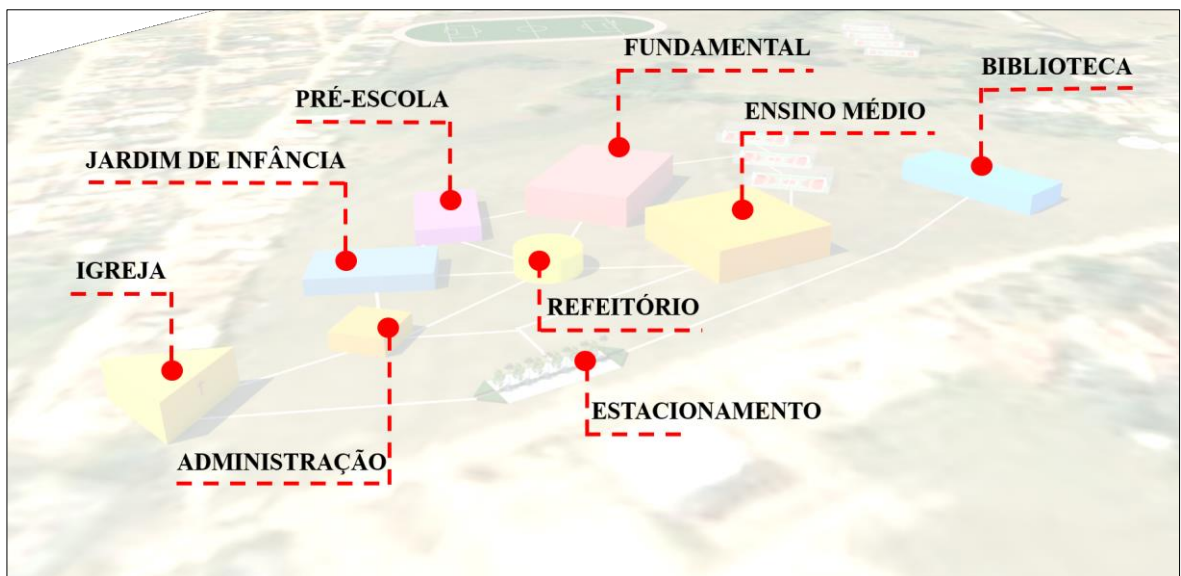 FUNDAMENTAL
BIBLIOTECA
PRÉ-ESCOLA
ENSINO MÉDIO
JARDIM DE INFÂNCIA
IGREJA
REFEITÓRIO
ESTACIONAMENTO
ADMINISTRAÇÃO